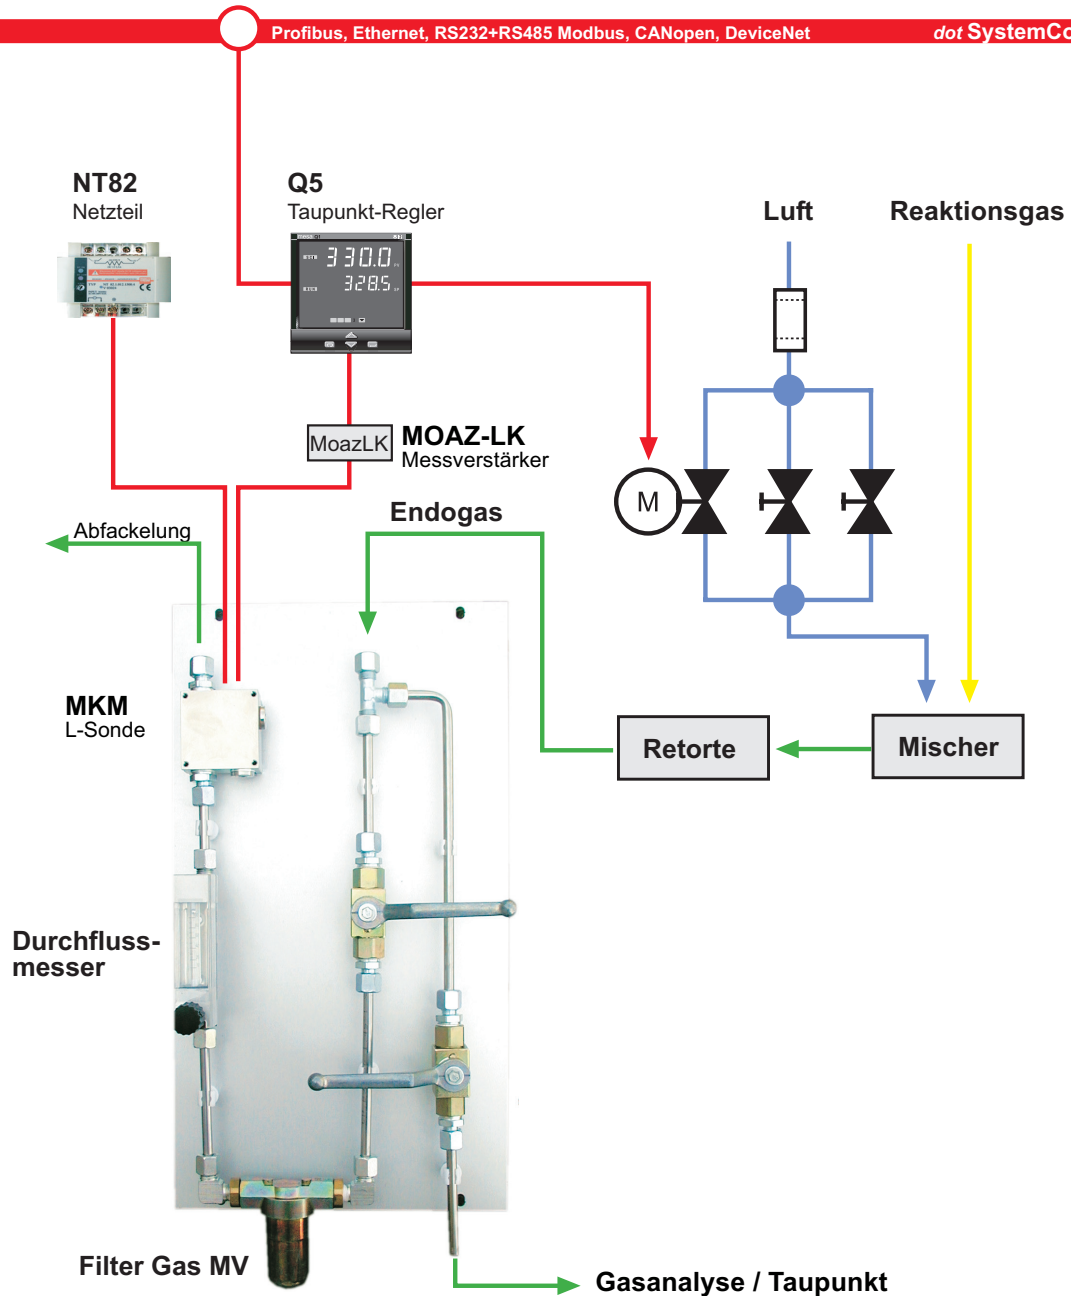 Profibus, Ethernet, RS232+RS485 Modbus, CANopen, DeviceNet
dot SystemCo
NT82
Netzteil
Q5
Taupunkt-Regler
330.0
328.5
Luft
Reaktionsgas
MoazLK
MOAZ-LK
Messverstärker
M
Endogas
Abfackelung
MKM
L-Sonde
Retorte
Mischer
Durchfluss-
messer
Filter Gas MV
Gasanalyse / Taupunkt